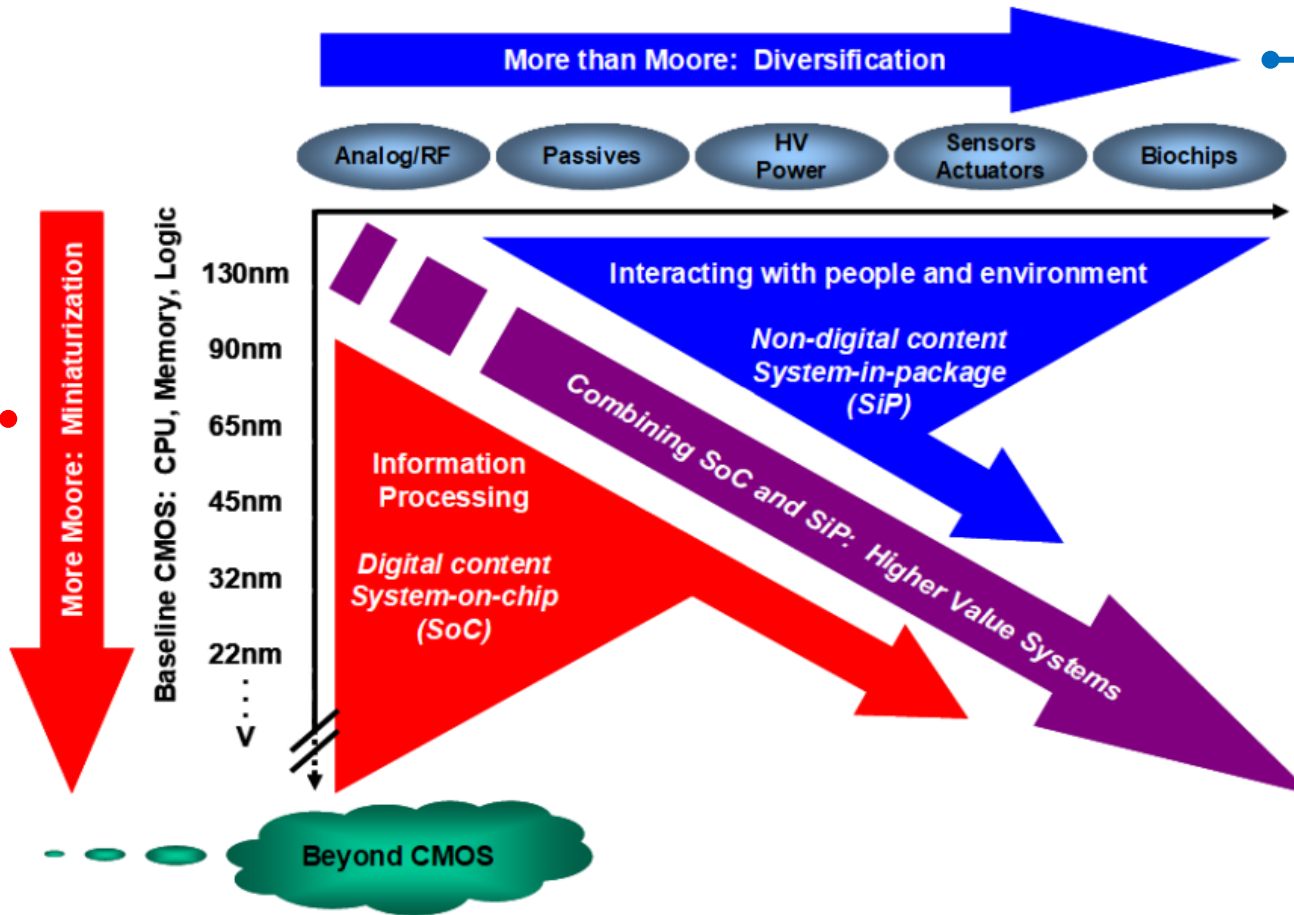 More than Moore:  Diversification
Analog/RF
Passives
HV
Power
Sensors
Actuators
Biochips
More Moore:  Miniaturization
Baseline CMOS:  CPU, Memory, Logic
130nm
90nm
65nm
45nm
32nm
22nm
V
Interacting with people and environment
Non-digital content
System-in-package
(SiP)
Combining SoC and SiP:  Higher Value Systems
Information
Processing
Digital content
System-on-chip
(SoC)
Beyond CMOS